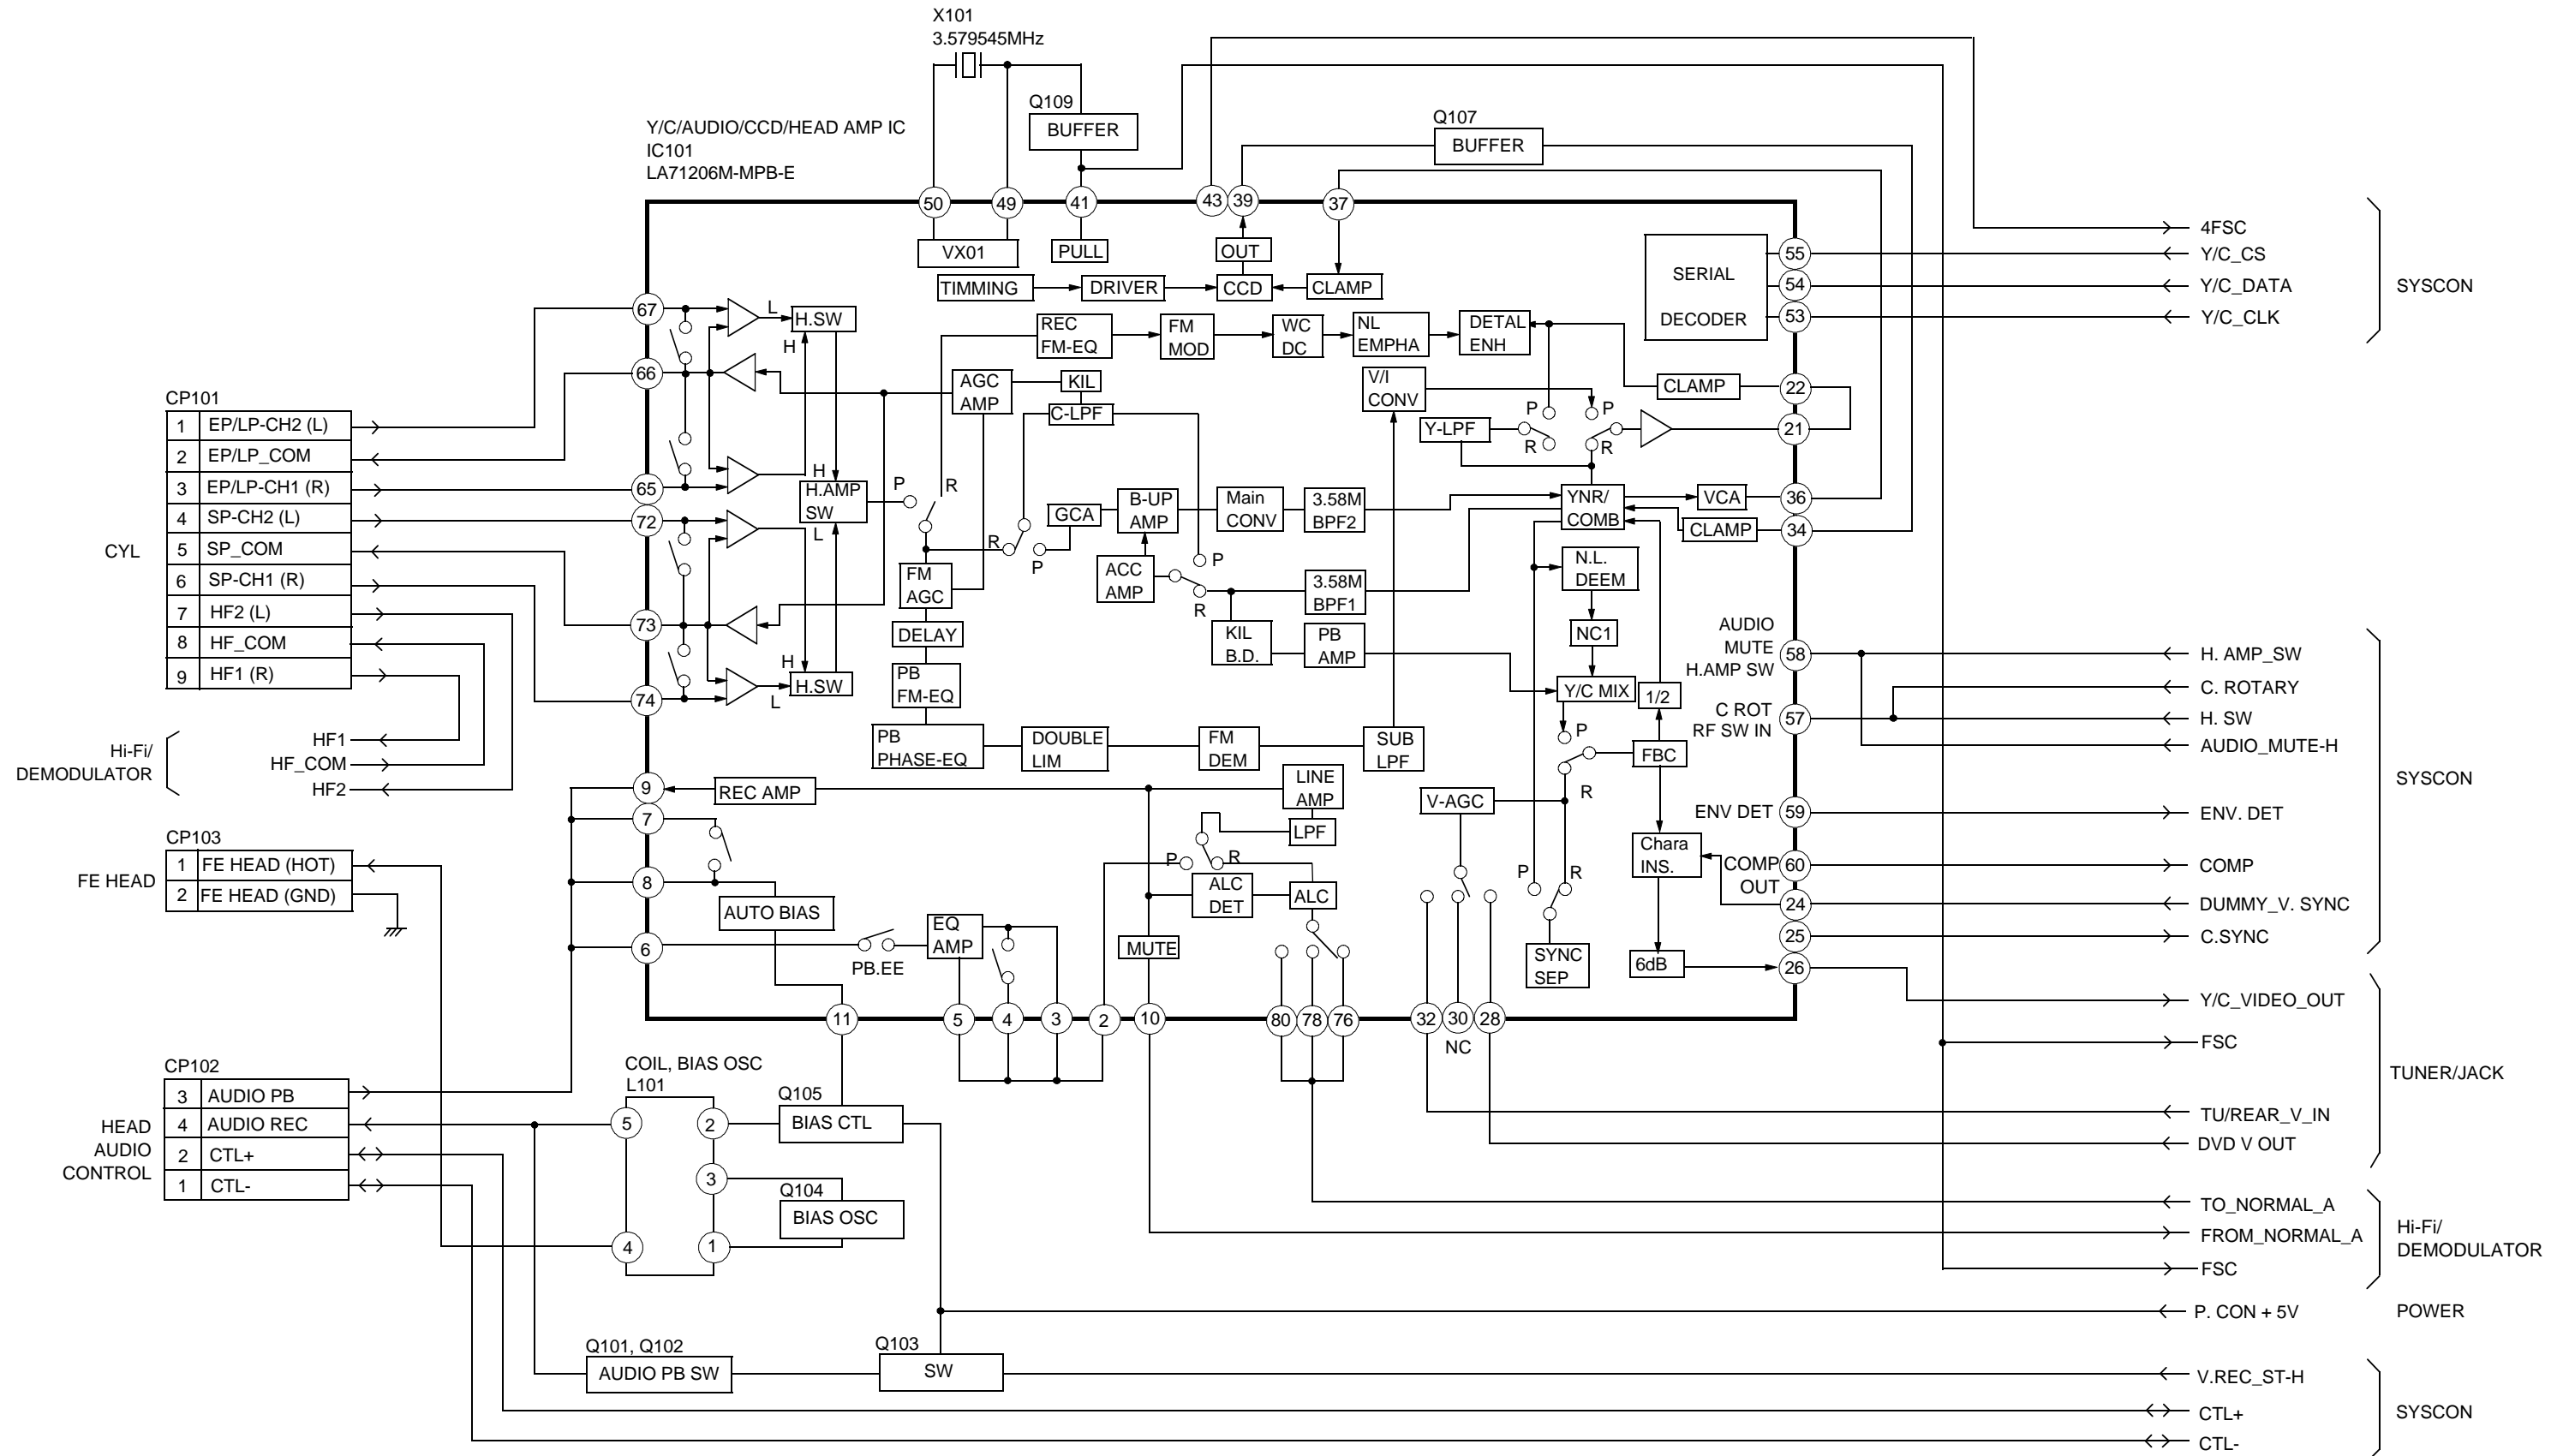 X101
3.579545MHz
Q109
BUFFER
Q107
BUFFER
Y/C/AUDIO/CCD/HEAD AMP IC
IC101
LA71206M-MPB-E
50
49
41
43
39
37
VX01
PULL
OUT
TIMMING
DRIVER
CCD
CLAMP
SERIAL
DECODER
55
54
53
4FSC
Y/C_CS
Y/C_DATA
Y/C_CLK
SYSCON
67
66
65
72
73
74
L
H.SW
H
H
H.AMP
SW
L
H
H.SW
L
REC
FM-EQ
FM
MOD
WC
DC
NL
EMPHA
DETAL
ENH
AGC
AMP
KIL
C-LPF
V/I
CONV
CLAMP
22
21
Y-LPF
P
R
P
R
P
R
R
P
GCA
B-UP
AMP
Main
CONV
3.58M
BPF2
YNR/
COMB
VCA
CLAMP
36
34
FM
AGC
ACC
AMP
P
R
3.58M
BPF1
N.L.
DEEM
DELAY
KIL
B.D.
PB
AMP
NC1
PB
FM-EQ
Y/C MIX
1/2
PB
PHASE-EQ
DOUBLE
LIM
FM
DEM
SUB
LPF
P
R
FBC
AUDIO
MUTE
H.AMP SW
58
C ROT
RF SW IN
57
ENV DET
59
COMP
OUT
60
24
25
26
H. AMP_SW
C. ROTARY
H. SW
AUDIO_MUTE-H
ENV. DET
COMP
DUMMY_V. SYNC
C.SYNC
SYSCON
CP101
1 EP/LP-CH2 (L)
2 EP/LP_COM
3 EP/LP-CH1 (R)
4 SP-CH2 (L)
5 SP_COM
6 SP-CH1 (R)
7 HF2 (L)
8 HF_COM
9 HF1 (R)
CYL
Hi-Fi/
DEMODULATOR
HF1
HF_COM
HF2
CP103
1 FE HEAD (HOT)
2 FE HEAD (GND)
FE HEAD
9
7
8
6
REC AMP
AUTO BIAS
PB.EE
EQ
AMP
LINE
AMP
LPF
P
R
ALC
DET
ALC
MUTE
V-AGC
P
R
SYNC
SEP
Chara
INS.
6dB
11
5
4
3
2
10
80
78
76
32
30
28
NC
Y/C_VIDEO_OUT
FSC
TU/REAR_V_IN
DVD V OUT
TUNER/JACK
CP102
3 AUDIO PB
4 AUDIO REC
2 CTL+
1 CTL-
HEAD
AUDIO
CONTROL
COIL, BIAS OSC
L101
5
2
3
4
1
Q105
BIAS CTL
Q104
BIAS OSC
TO_NORMAL_A
FROM_NORMAL_A
FSC
Hi-Fi/
DEMODULATOR
P. CON + 5V
POWER
Q101, Q102
AUDIO PB SW
Q103
SW
V.REC_ST-H
CTL+
CTL-
SYSCON